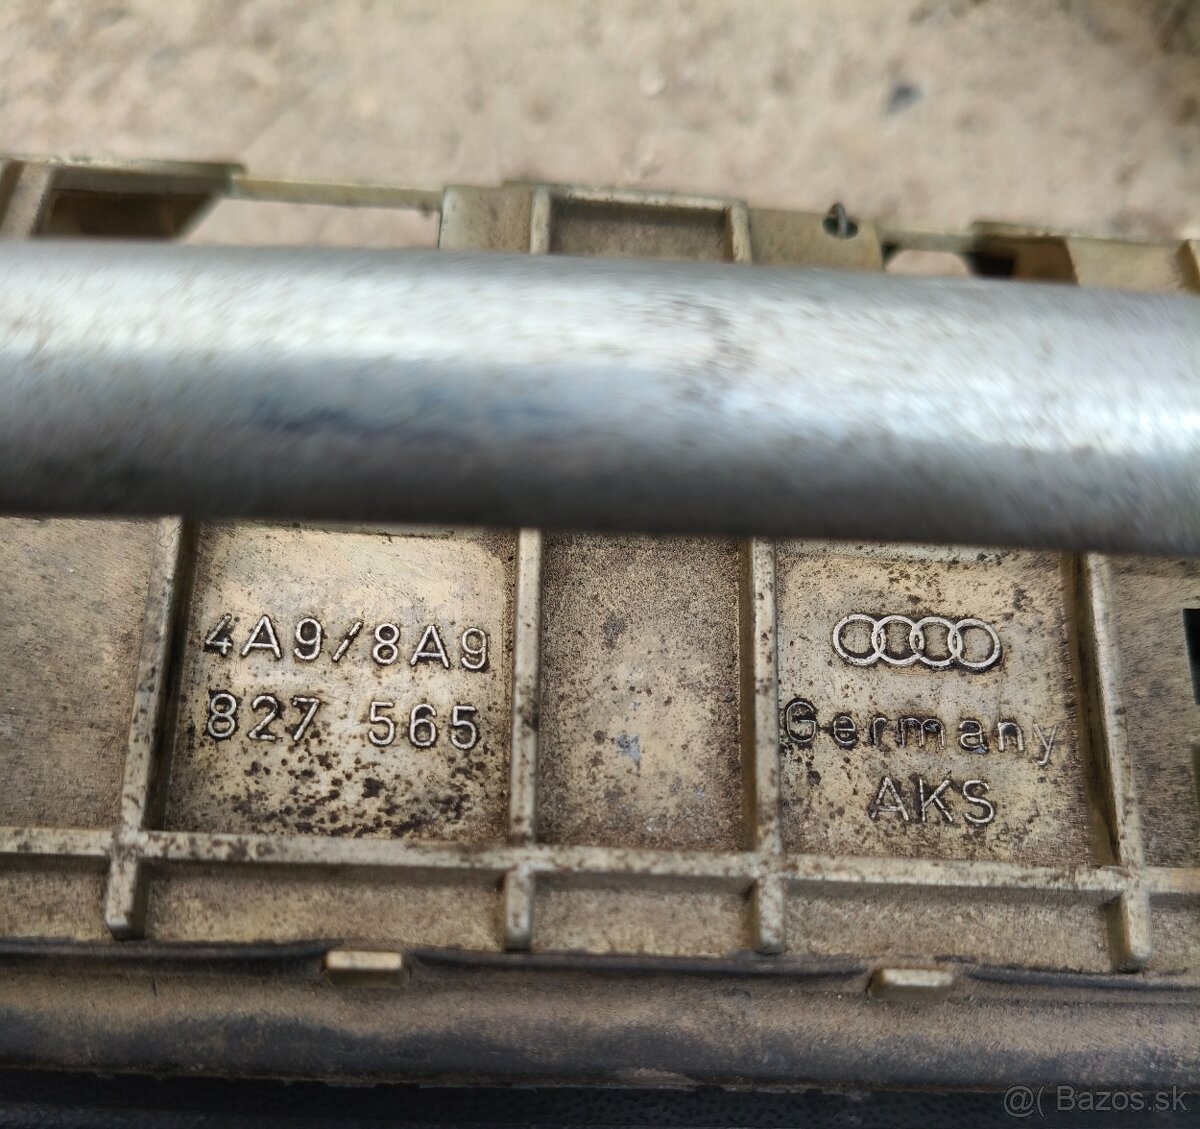 4A9/8A9
827 565
Germany
AKS
@( Bazos.sk